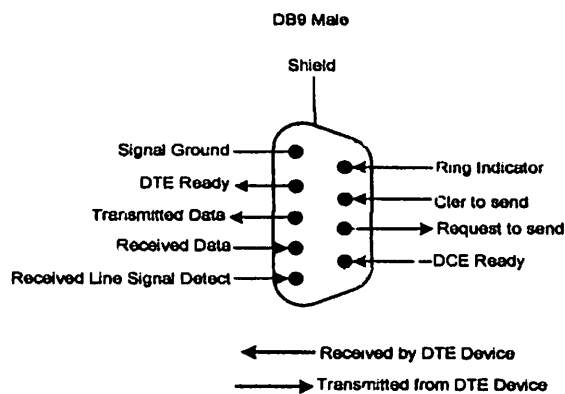 DB9 Male
Shield
Signal Ground
DTE Ready
Transmitted Data
Received Data
Received Line Signal Detect
Ring Indicator
Cler to send
Request to send
DCE Ready
Received by DTE Device
Transmitted from DTE Device